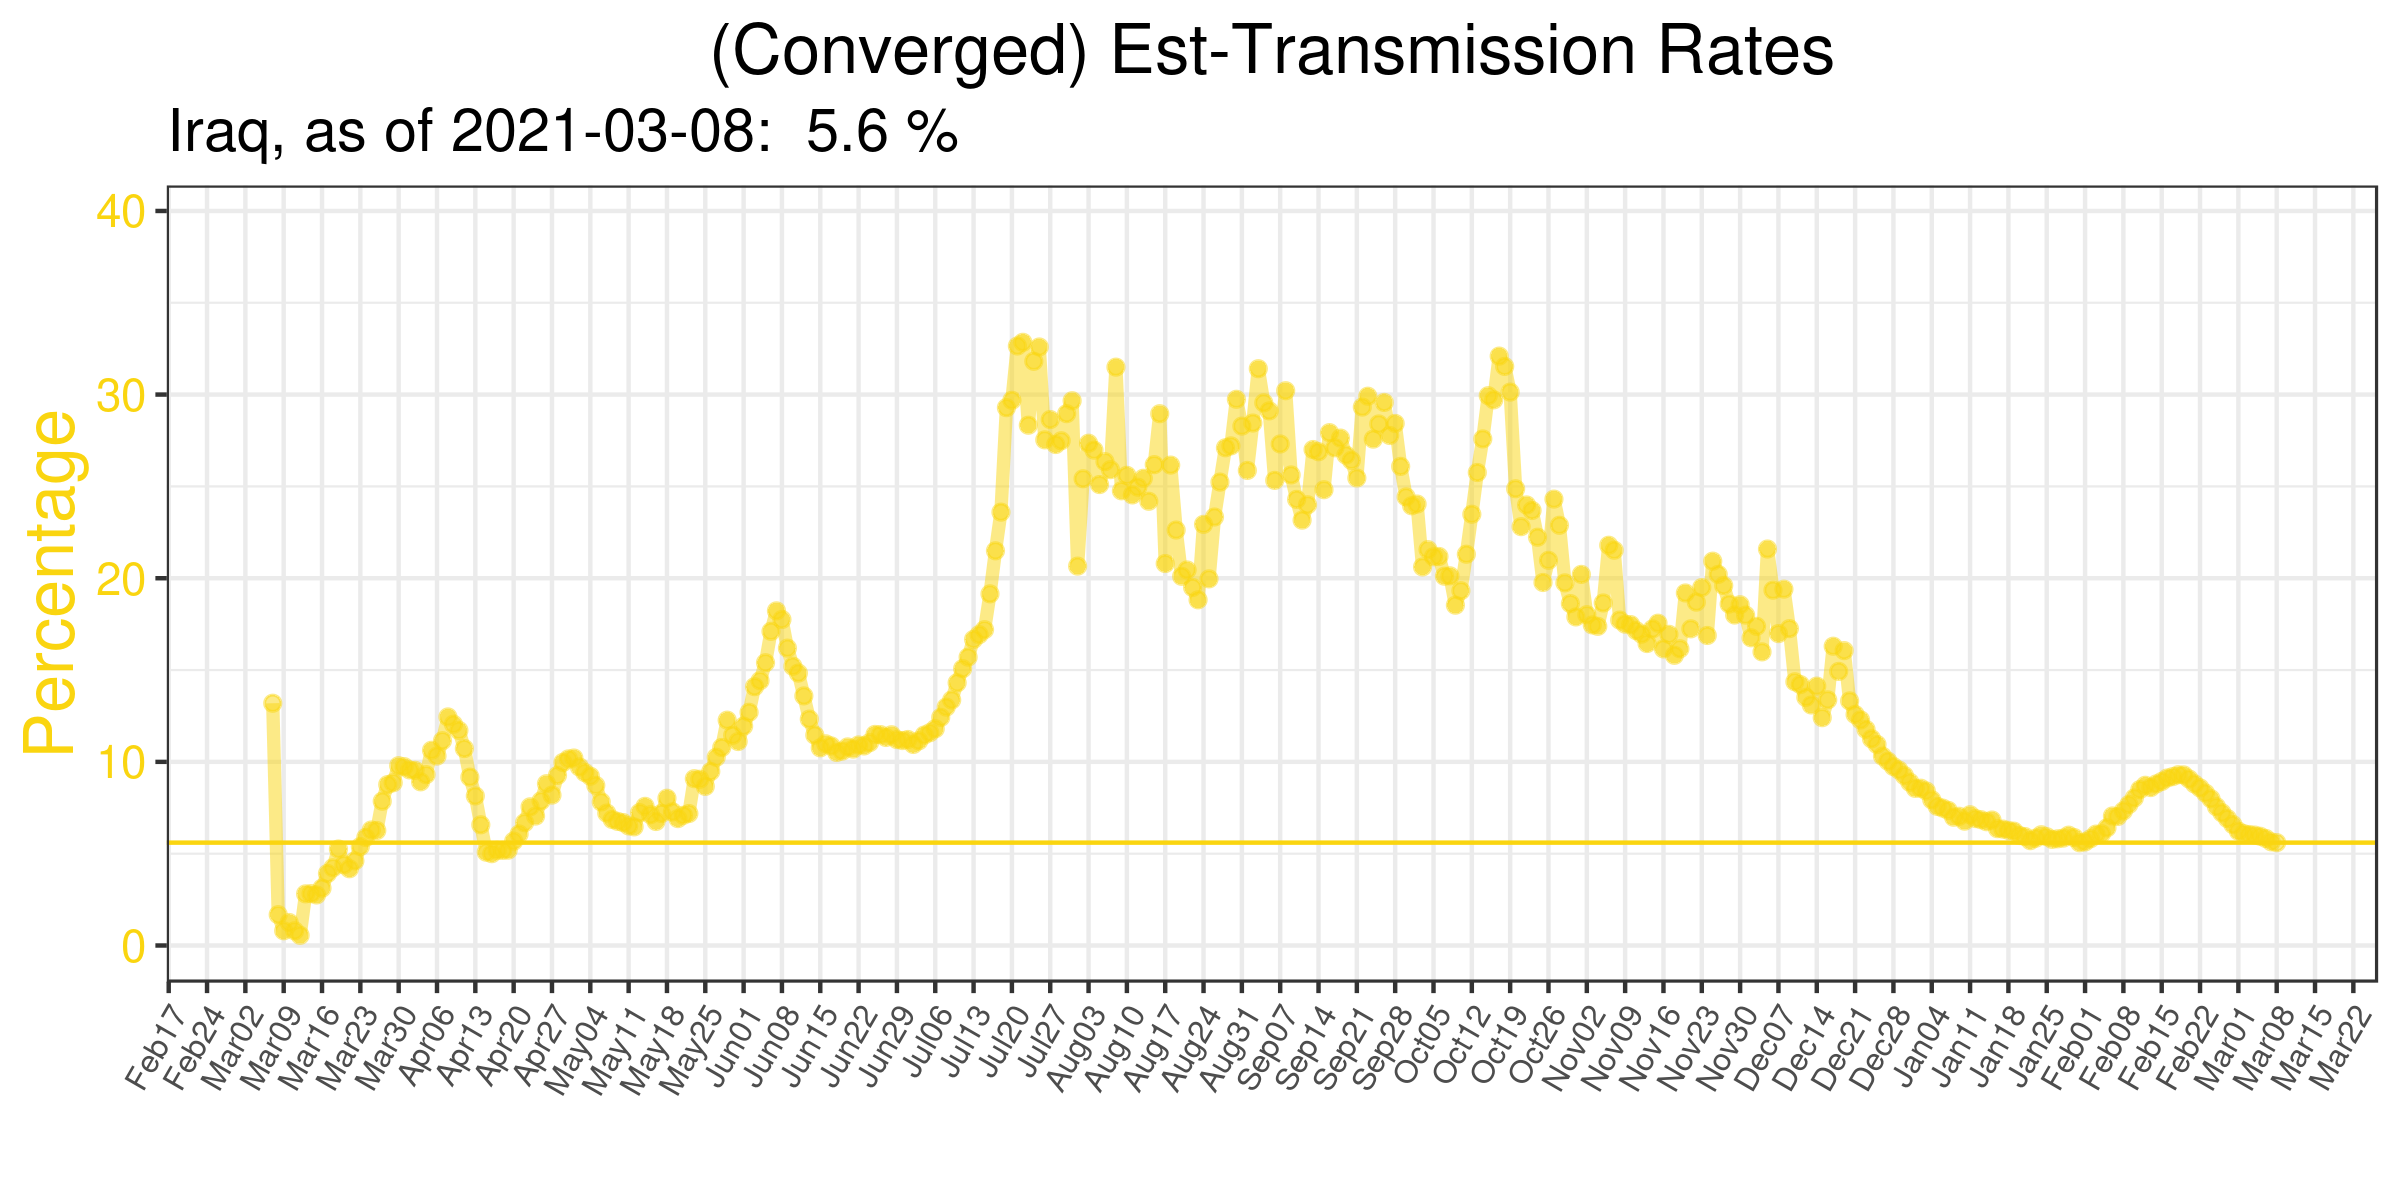 (Converged) Est-Transmission Rates
Iraq, as of 2021-03-08:  5.6 %
Percentage
40
30
20
10
0
Feb17 Feb24 Mar02 Mar09 Mar16 Mar23 Mar30 Apr06 Apr13 Apr20 Apr27 May04 May11 May18 May25 Jun01 Jun08 Jun15 Jun22 Jun29 Jul06 Jul13 Jul20 Jul27 Aug03 Aug10 Aug17 Aug24 Aug31 Sep07 Sep14 Sep21 Sep28 Oct05 Oct12 Oct19 Oct26 Nov02 Nov09 Nov16 Nov23 Nov30 Dec07 Dec14 Dec21 Dec28 Jan04 Jan11 Jan18 Jan25 Feb01 Feb08 Feb15 Feb22 Mar01 Mar08 Mar15 Mar22